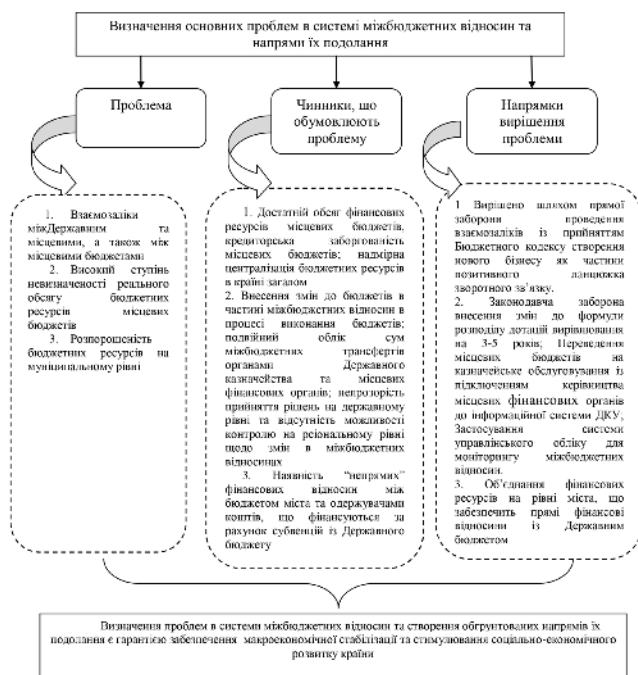 Визначення основних проблем в системі міжбюджетних відносин та
напрями їх подолання
Проблема
Чинники, що
обумовлюють
проблему
Напрямки
вирішення
проблеми
1. Взаємозаліки
міжДержавним та
місцевими, а також між
місцевими бюджетами
2. Високий ступінь
невизначеності реального
обсягу бюджетних
ресурсів місцевих
бюджетів
3. Розпорошеність
бюджетних ресурсів на
муніципальному рівні
1. Достатній обсяг фінансових
ресурсів місцевих бюджетів,
кредиторська заборгованість
місцевих бюджетів; надмірна
централізація бюджетних ресурсів
в країні загалом
2. Внесення змін до бюджетів в
частині міжбюджетних відносин в
процесі виконання бюджетів;
подвійний облік сум
міжбюджетних трансфертів
органами Державного
казначейства та місцевих
фінансових органів; непрозорість
прийняття рішень на державному
рівні та відсутність можливості
контролю на регіональному рівні
щодо змін в міжбюджетних
відносинах
3. Наявність "непрямих"
фінансових відносин між
бюджетом міста та одержувачами
коштів, що фінансуються за
рахунок субвенцій із Державного
бюджету
1 Вирішено шляхом прямої
заборони проведення
взаємозаліків із прийняттям
Бюджетного кодексу створення
нового бізнесу як частини
позитивного ланцюжка
зворотного зв'язку.
2. Законодавча заборона
внесення змін до формули
розподілу дотацій вирівнювання
на 3-5 років; Переведення
місцевих бюджетів на
казначейське обслуговування із
підключенням керівництва
місцевих фінансових органів
до інформаційної системи ДКУ;
Застосування системи
управлінського обліку для
моніторингу міжбюджетних
відносин.
3. Об'єднання фінансових
ресурсів на рівні міста, що
забезпечить прямі фінансові
відносини із Державним
бюджетом
Визначення проблем в системи міжбюджетних відносин та створення обгрунтованих напрямів їх
подолання є гарантією забезпечення макроекономічної стабілізації та стимулювання соціально-економічного
розвитку країни